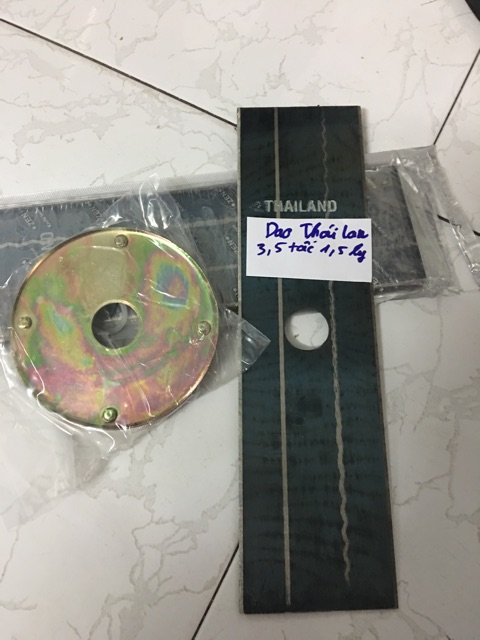 THAILAND
Dao Thái Lan
3,5 tấc 1,5 ly